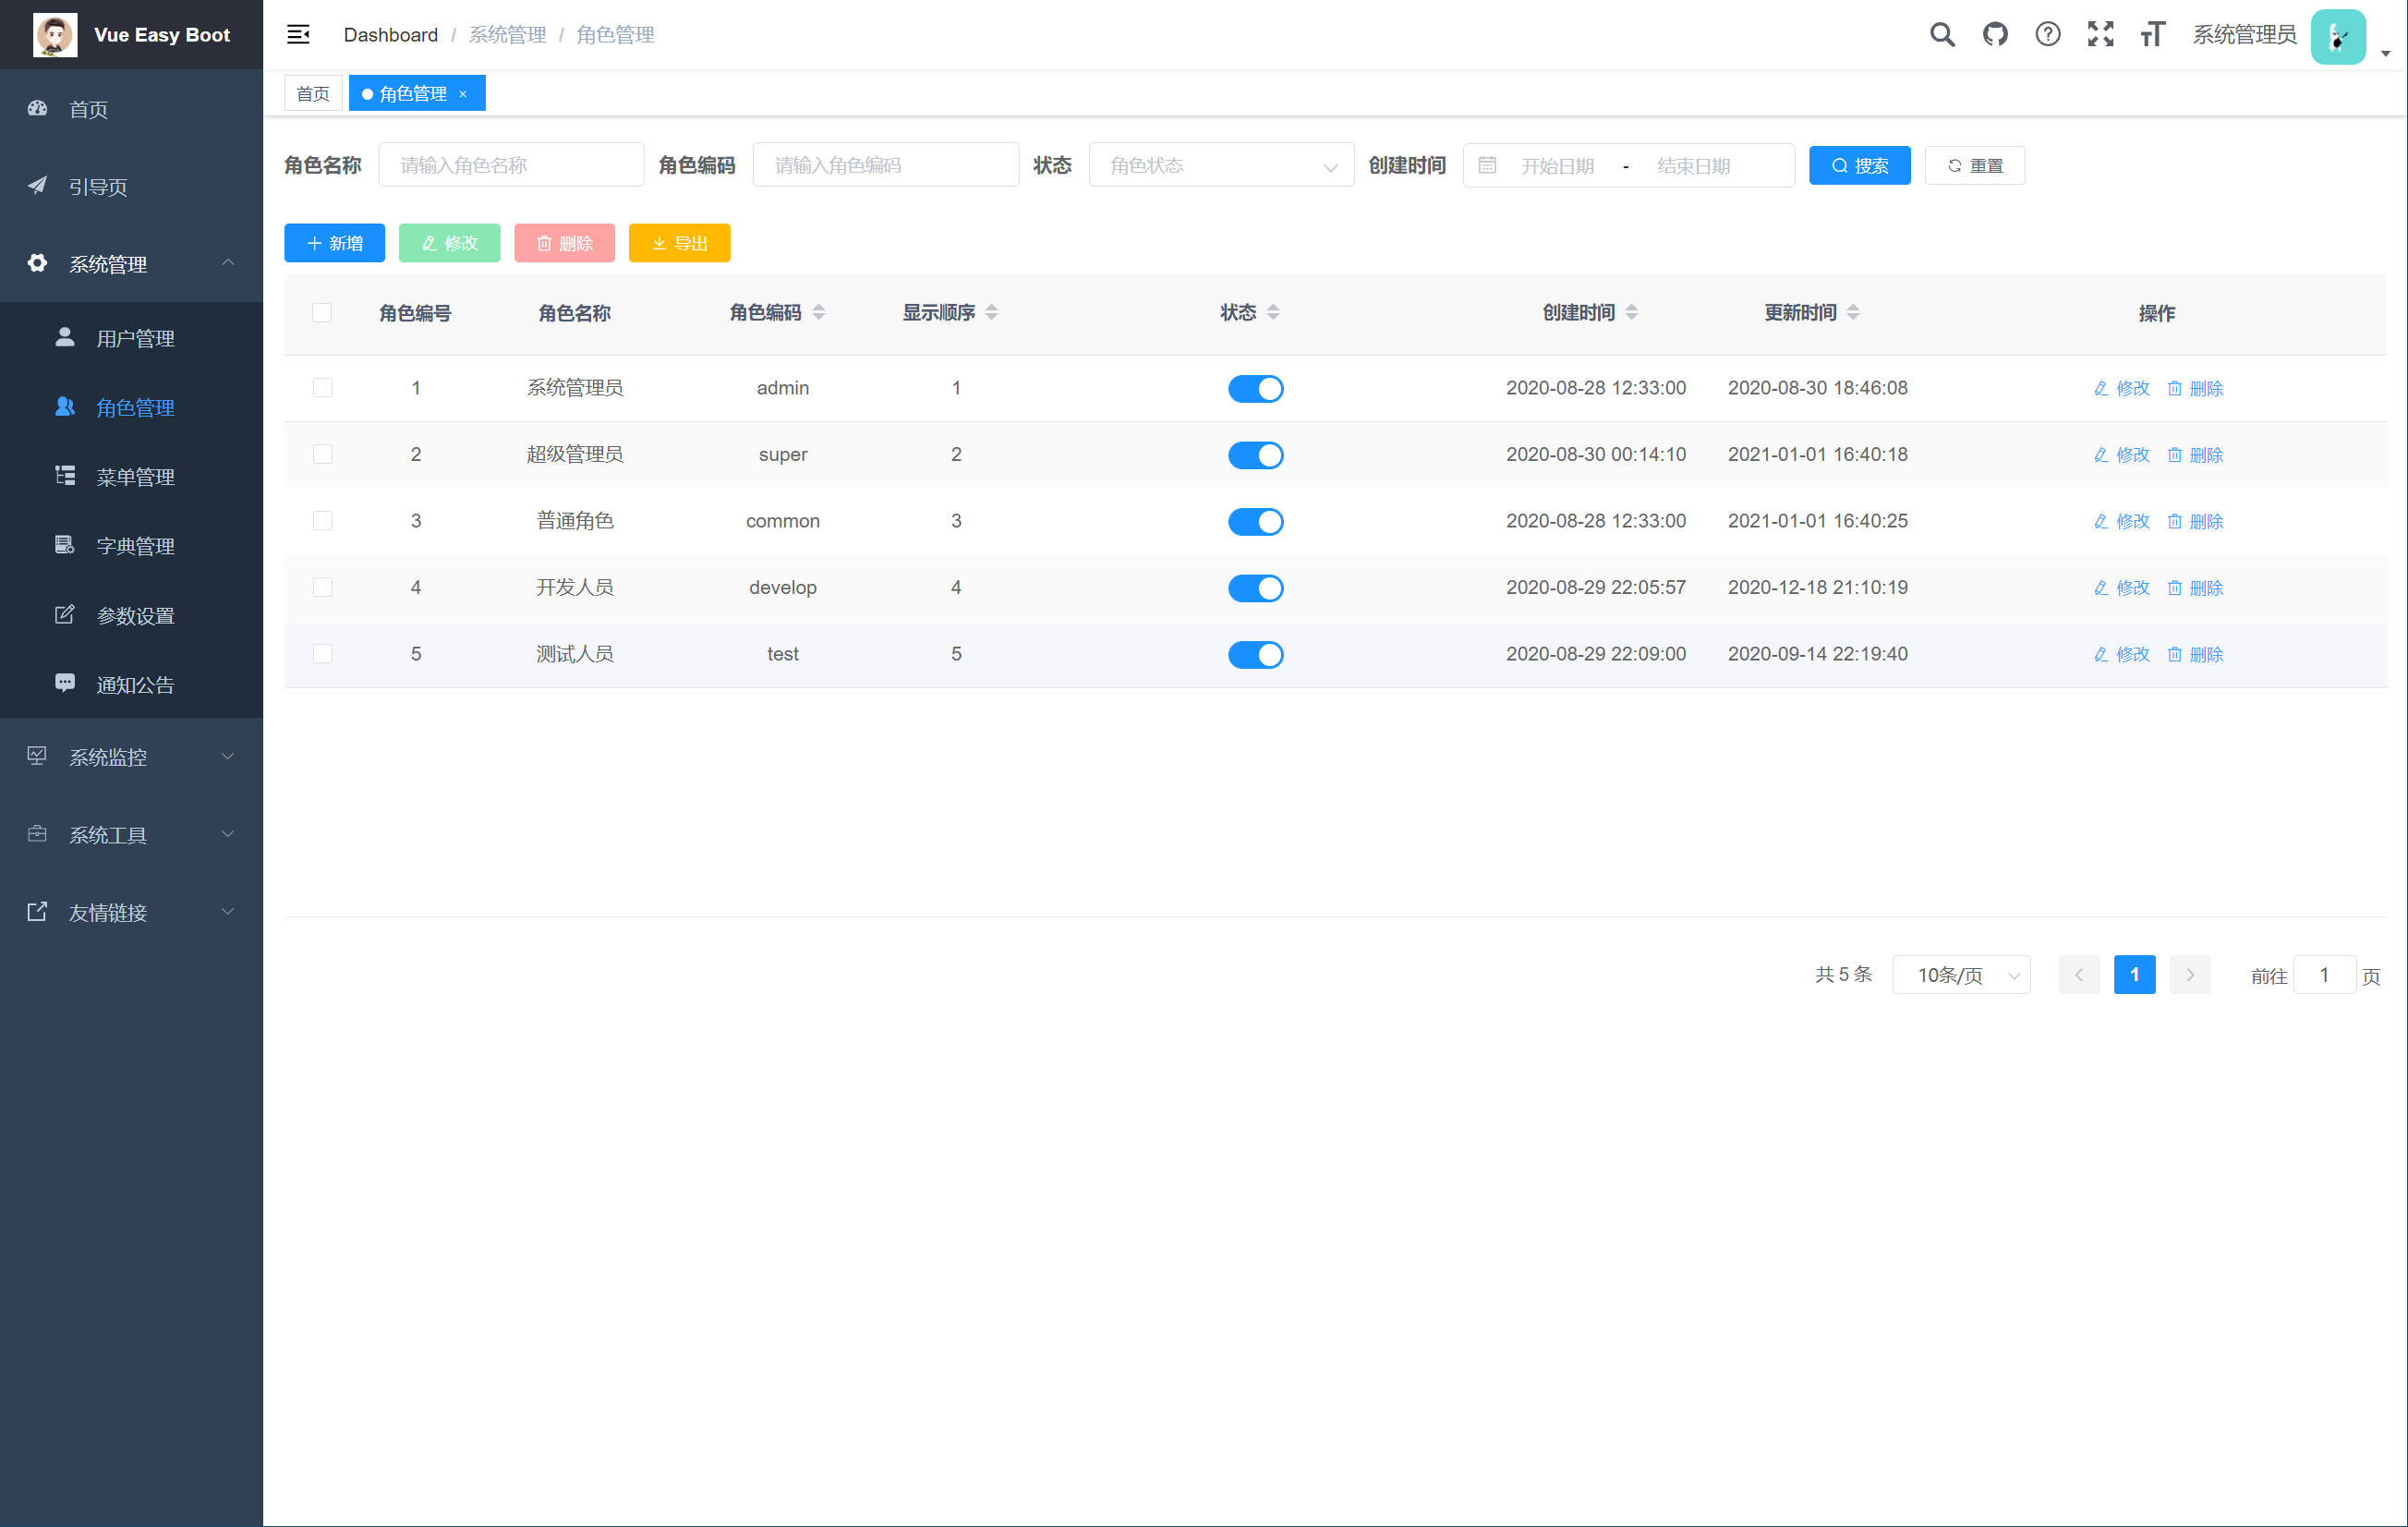 Vue Easy Boot
Dashboard / 系统管理 / 角色管理
系统管理员
首页
引导页
系统管理
用户管理
角色管理
菜单管理
字典管理
参数设置
通知公告
系统监控
系统工具
友情链接
首页 角色管理 ×
角色名称 请输入角色名称 角色编码 请输入角色编码 状态 角色状态 创建时间 开始日期 - 结束日期 搜索 重置
新增 修改 删除 导出
角色编号 角色名称 角色编码 显示顺序 状态 创建时间 更新时间 操作
1 系统管理员 admin 1 2020-08-28 12:33:00 2020-08-30 18:46:08 修改 删除
2 超级管理员 super 2 2020-08-30 00:14:10 2021-01-01 16:40:18 修改 删除
3 普通角色 common 3 2020-08-28 12:33:00 2021-01-01 16:40:25 修改 删除
4 开发人员 develop 4 2020-08-29 22:05:57 2020-12-18 21:10:19 修改 删除
5 测试人员 test 5 2020-08-29 22:09:00 2020-09-14 22:19:40 修改 删除
共 5 条 10条/页 1 前往 1 页